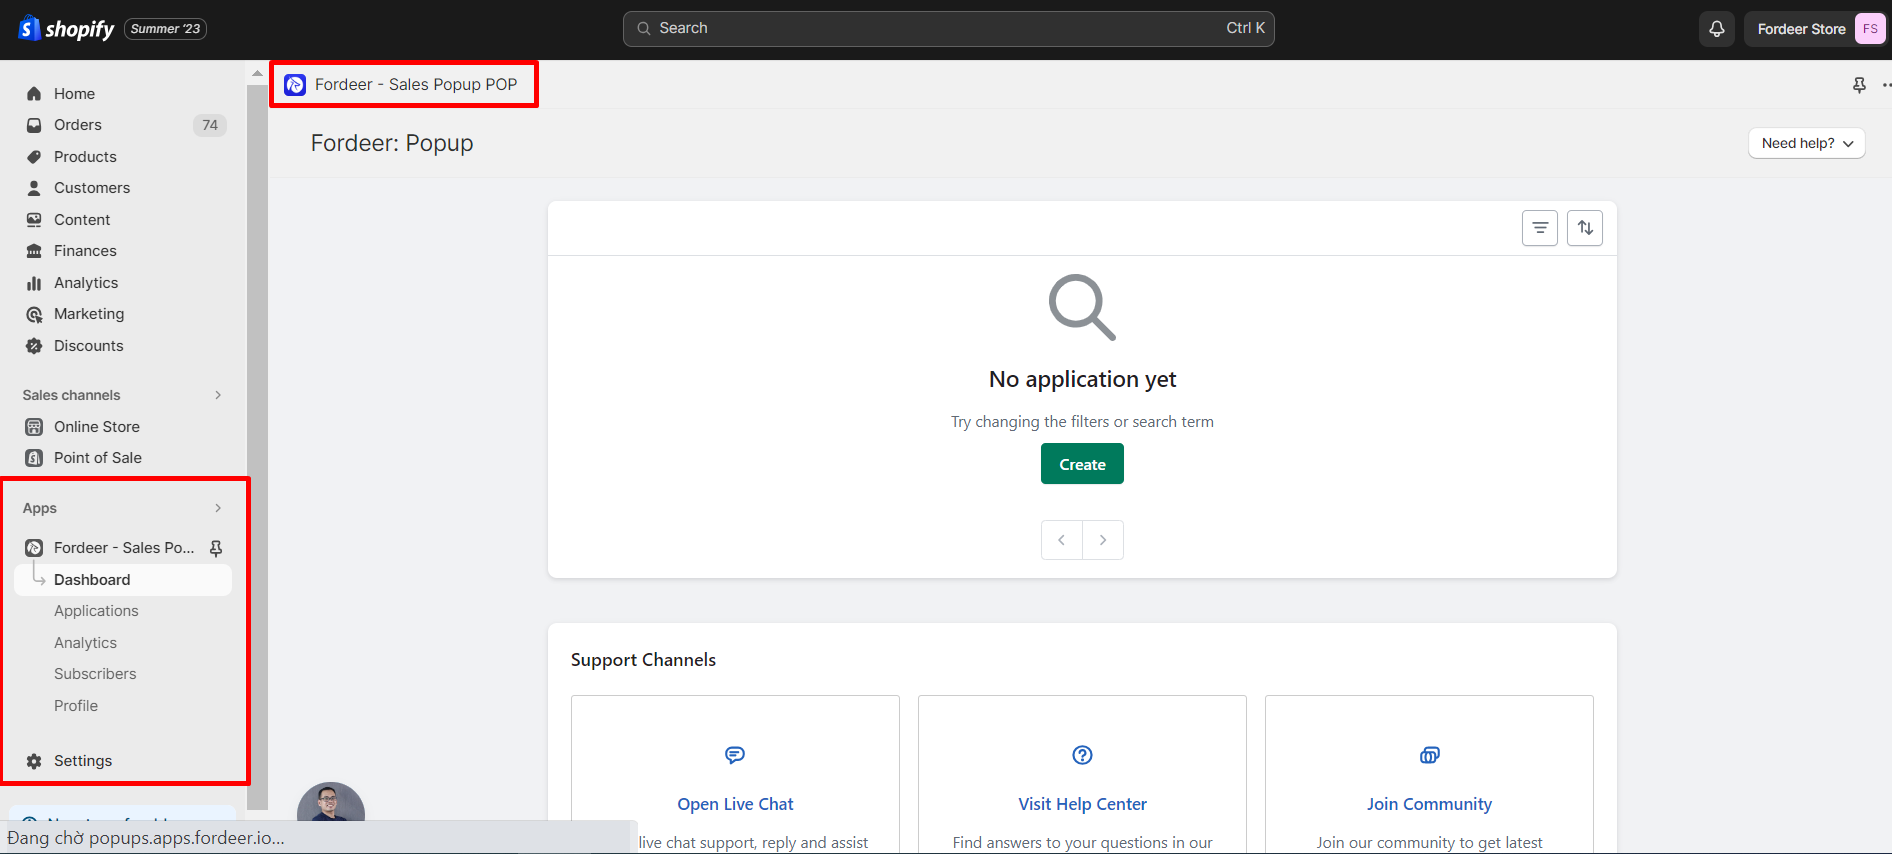 shopify Summer '23
Search Ctrl K
Fordeer Store FS
Home
Orders 74
Products
Customers
Content
Finances
Analytics
Marketing
Discounts
Sales channels
Online Store
Point of Sale
Apps
Fordeer - Sales Po...
Dashboard
Applications
Analytics
Subscribers
Profile
Settings
Đang chờ popups.apps.fordeer.io...
Fordeer - Sales Popup POP
Fordeer: Popup
Need help?
No application yet
Try changing the filters or search term
Create
Support Channels
Open Live Chat
live chat support, reply and assist
Visit Help Center
Find answers to your questions in our
Join Community
Join our community to get latest